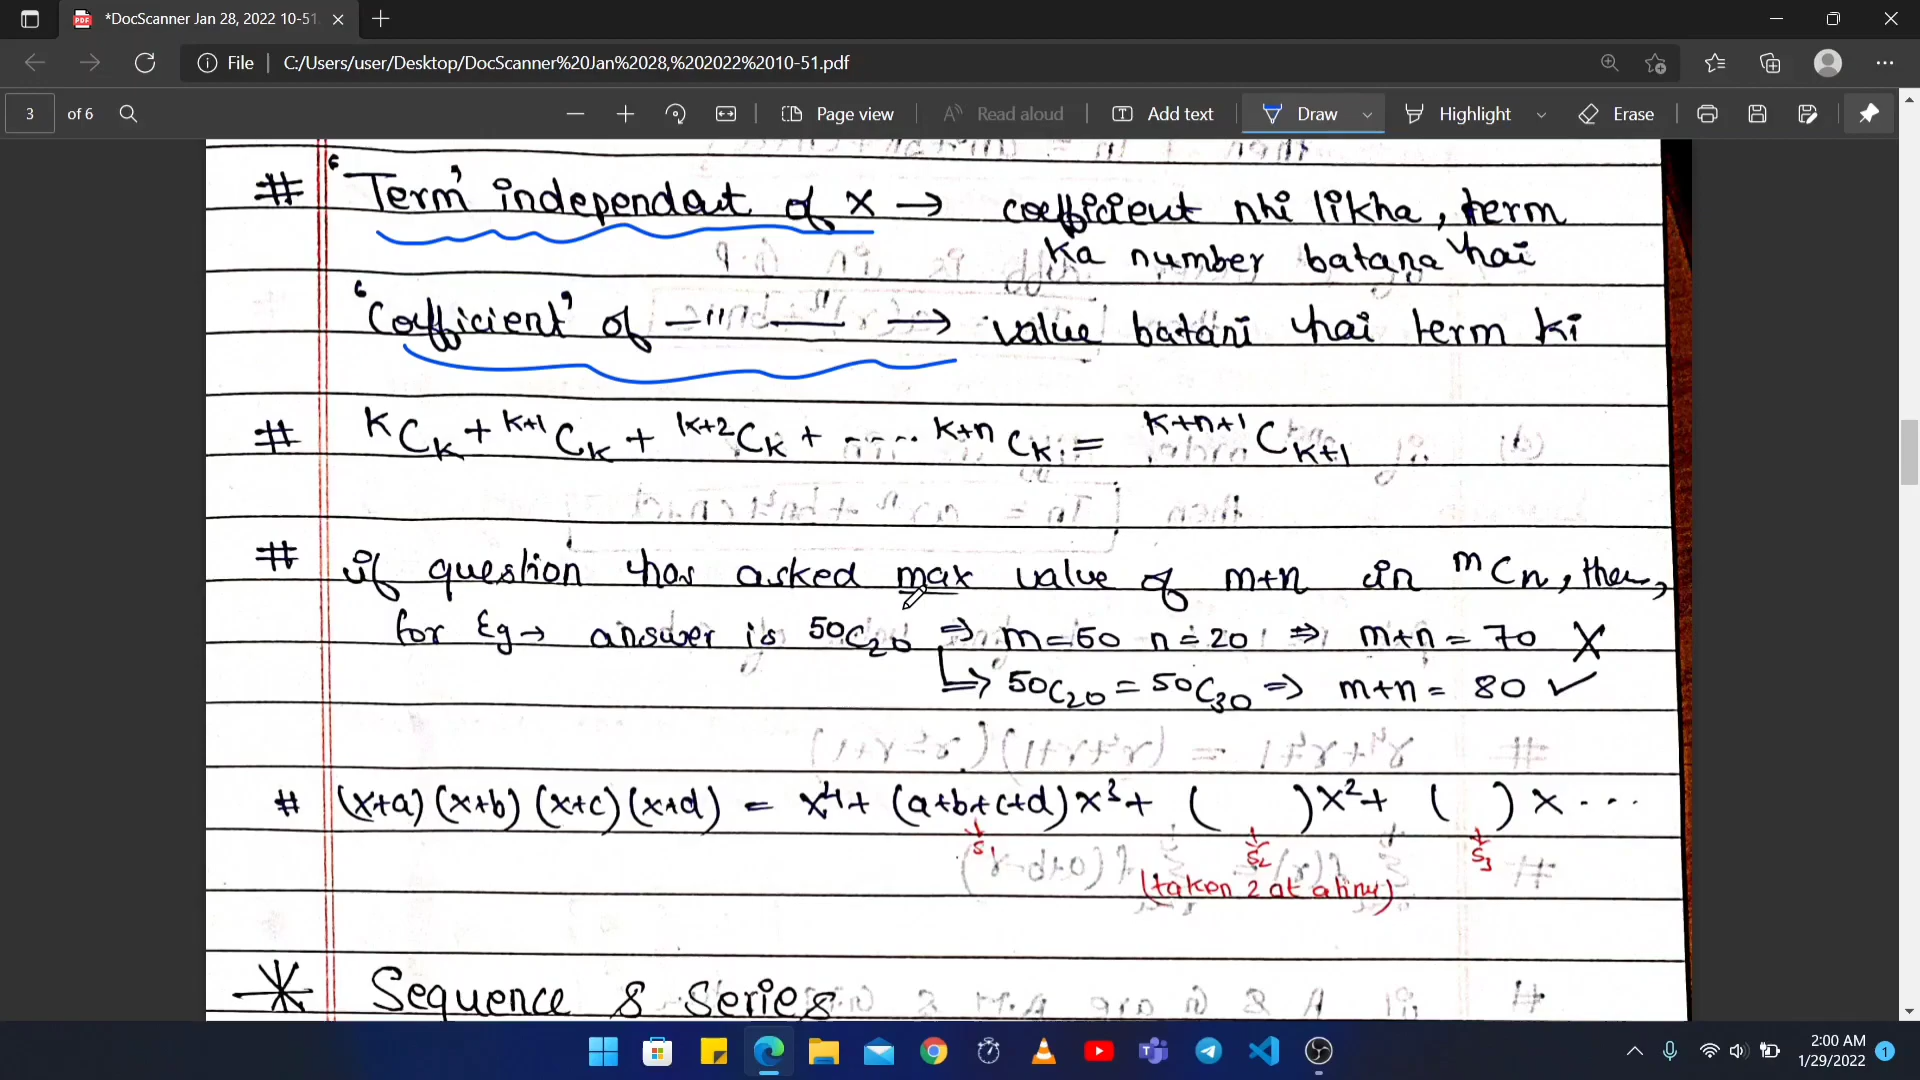 *DocScanner Jan 28, 2022 10-51.
File C:/Users/user/Desktop/DocScanner%20Jan%2028,%202022%2010-51.pdf
3 of 6 Page view Read aloud Add text Draw Highlight Erase
# ‘Term’ independent of x → coefficient nhi likha, term
ka number batana hai
‘Coefficient’ of —"— → value batani hai term ki
# ᴷCₖ + ᵏ⁺¹Cₖ + ᵏ⁺²Cₖ + ..... ᵏ⁺ⁿCₖ = ᵏ⁺ⁿ⁺¹Cₖ₊₁
# if question has asked max value of m+n in ᵐCₙ, then,
for Eg → answer is 50C₂₀ ⇒ m=50 n=20 ⇒ m+n = 70 X
↳ 50C₂₀ = 50C₃₀ ⇒ m+n = 80 ✓
# (x+a) (x+b) (x+c) (x+d) = x⁴ + (a+b+c+d) x³ + ( ) x² + ( ) x ...
S₁ S₂ S₃
(taken 2 at a time)
* Sequence & Series
2:00 AM
1/29/2022 1